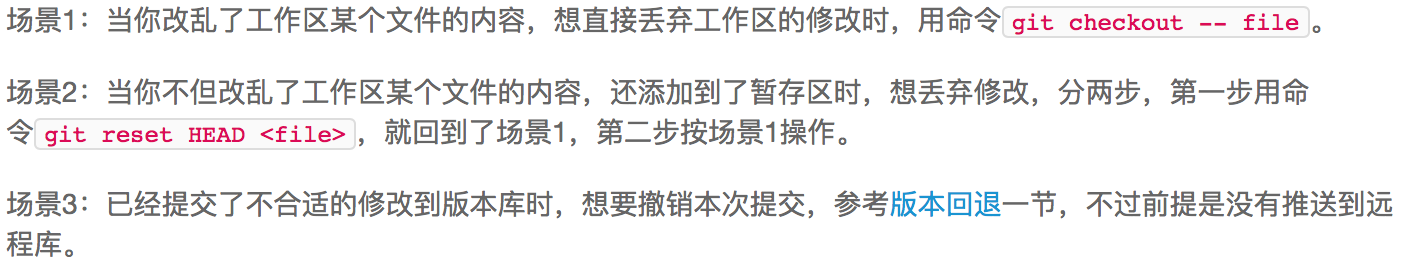 场景1：当你改乱了工作区某个文件的内容，想直接丢弃工作区的修改时，用命令git checkout -- file。
场景2：当你不但改乱了工作区某个文件的内容，还添加到了暂存区时，想丢弃修改，分两步，第一步用命
令git reset HEAD <file>，就回到了场景1，第二步按场景1操作。
场景3：已经提交了不合适的修改到版本库时，想要撤销本次提交，参考版本回退一节，不过前提是没有推送到远
程库。